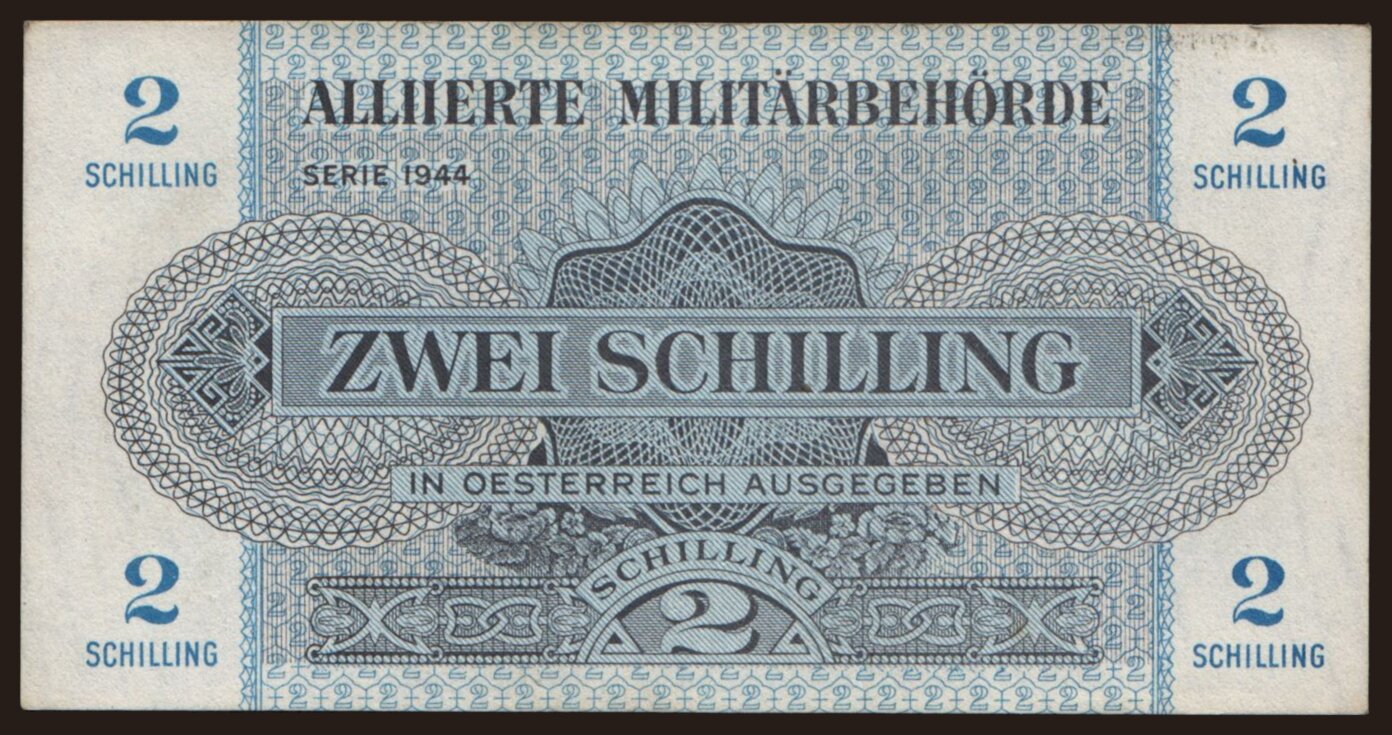 2
SCHILLING
2
SCHILLING
ALLIIERTE MILITÄRBEHÖRDE
SERIE 1944
ZWEI SCHILLING
IN OESTERREICH AUSGEGEBEN
SCHILLING
2
2
SCHILLING
2
SCHILLING